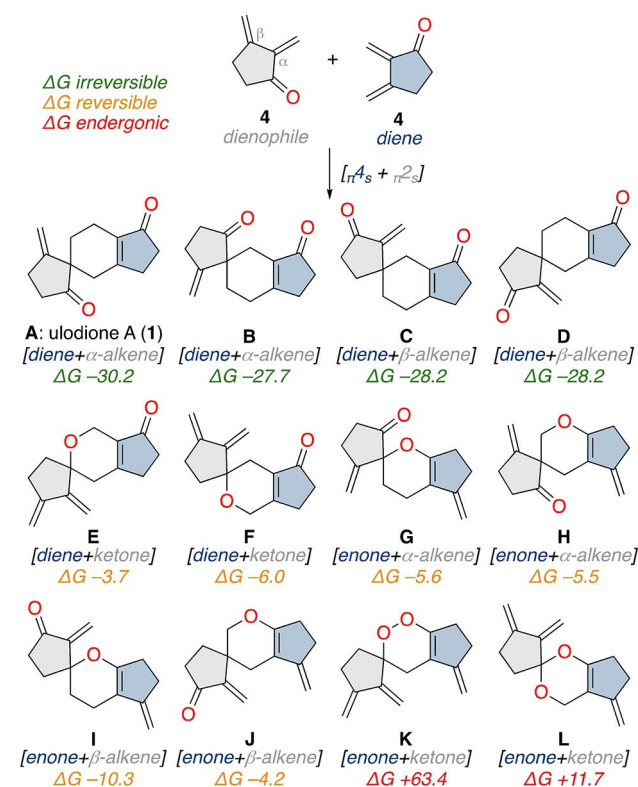 β
α
O
+
O
ΔG irreversible
ΔG reversible
ΔG endergonic
4
dienophile
4
diene
[π4s + π2s]
O
O
O
O
O
O
O
O
A: ulodione A (1)
B
C
D
[diene+α-alkene]
[diene+α-alkene]
[diene+β-alkene]
[diene+β-alkene]
ΔG –30.2
ΔG –27.7
ΔG –28.2
ΔG –28.2
O
O
O
O
O
O
O
O
E
F
G
H
[diene+ketone]
[diene+ketone]
[enone+α-alkene]
[enone+α-alkene]
ΔG –3.7
ΔG –6.0
ΔG –5.6
ΔG –5.5
O
O
O
O
O
O
O
O
I
J
K
L
[enone+β-alkene]
[enone+β-alkene]
[enone+ketone]
[enone+ketone]
ΔG –10.3
ΔG –4.2
ΔG +63.4
ΔG +11.7